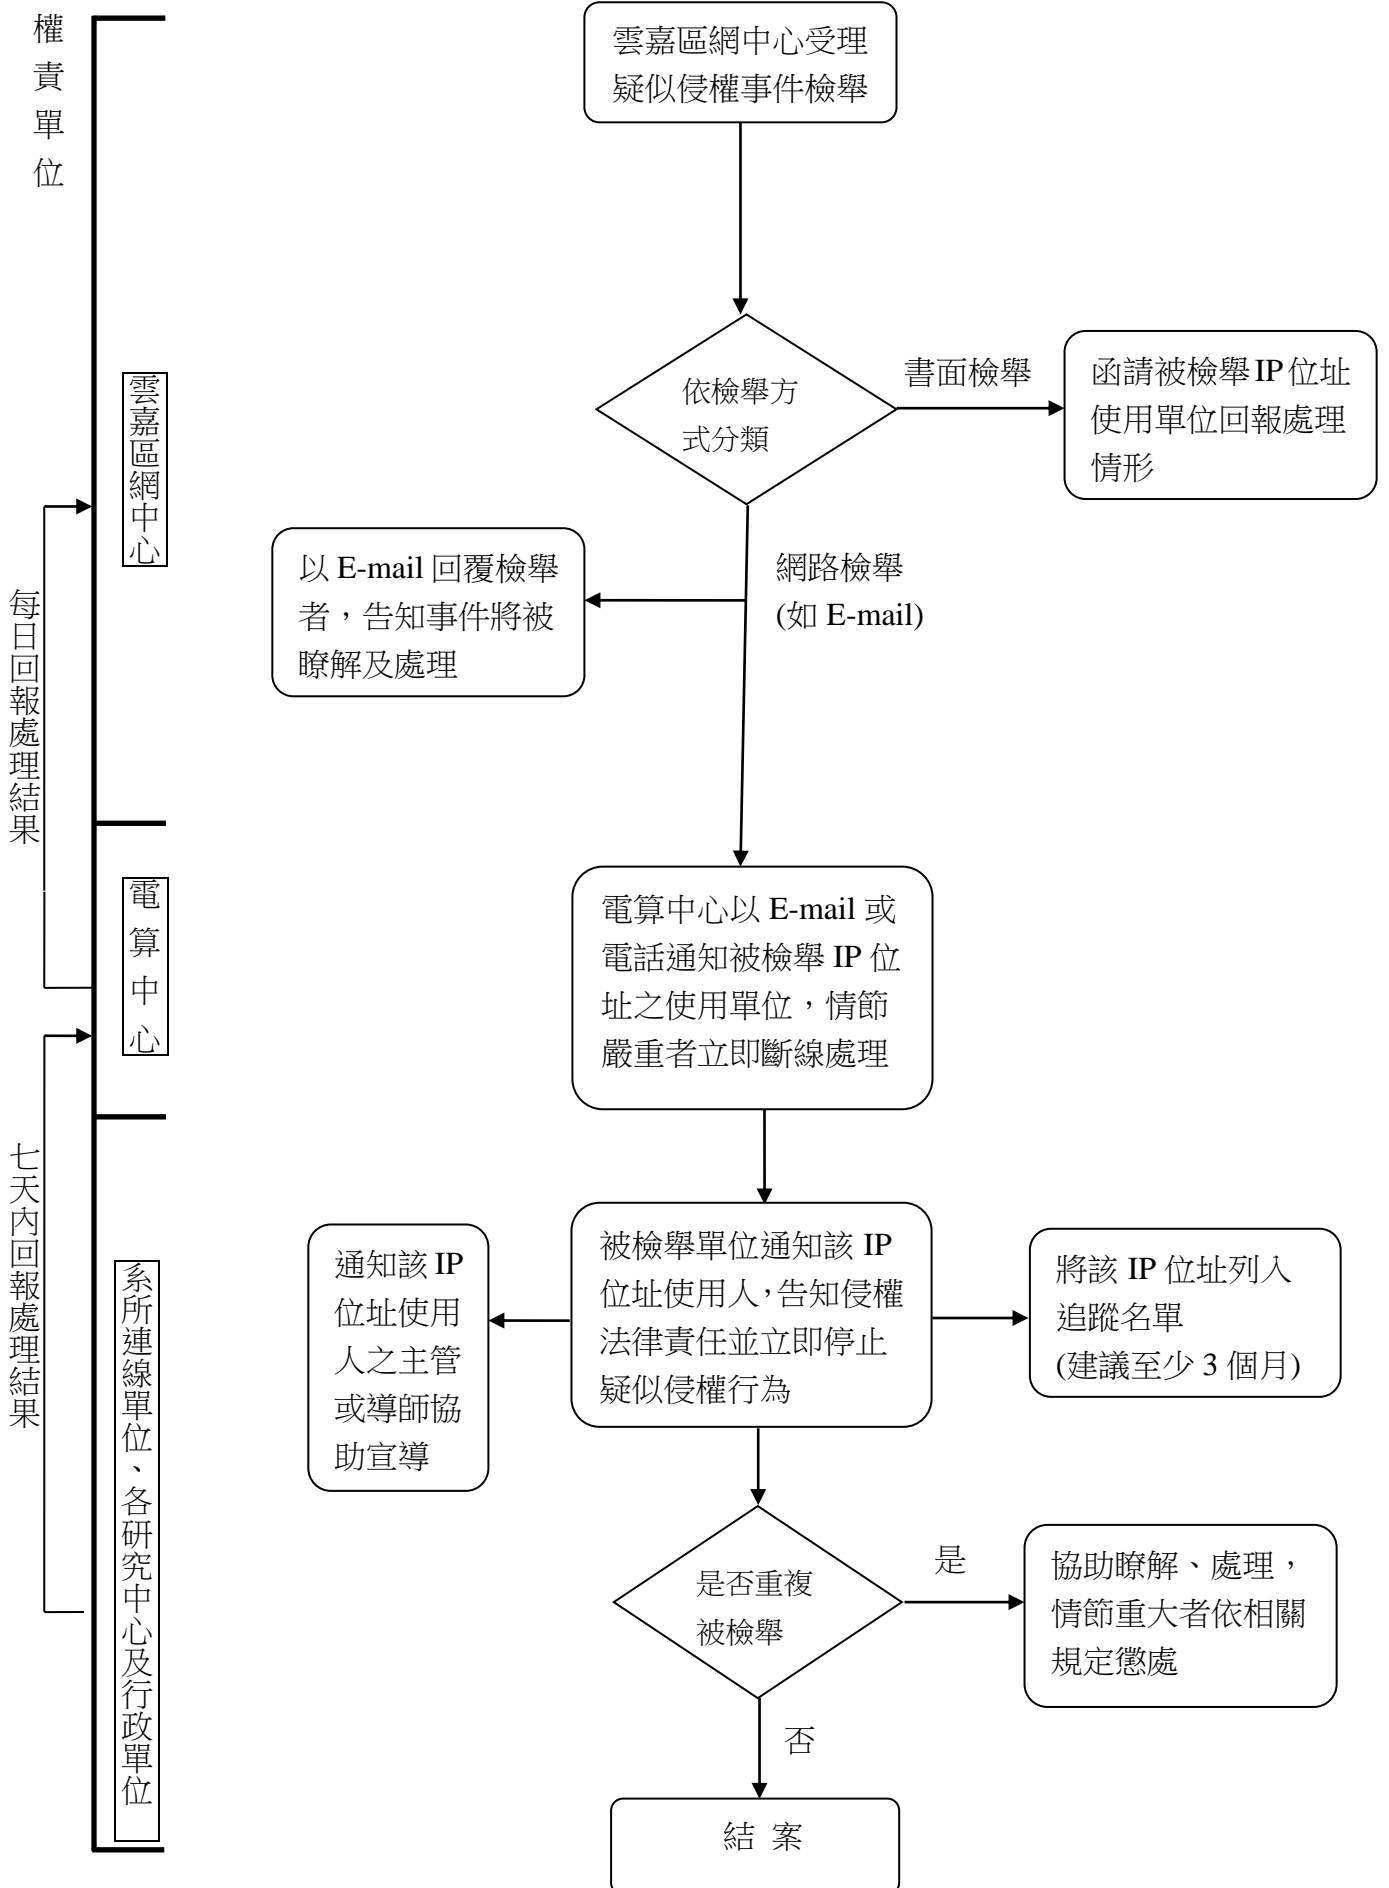 權責單位
雲嘉區網中心受理
疑似侵權事件檢舉
依檢舉方
式分類
書面檢舉
函請被檢舉 IP 位址
使用單位回報處理
情形
雲嘉區網中心
以 E-mail 回覆檢舉
者，告知事件將被
瞭解及處理
網路檢舉
(如 E-mail)
每日回報處理結果
電算中心
電算中心以 E-mail 或
電話通知被檢舉 IP 位
址之使用單位，情節
嚴重者立即斷線處理
七天內回報處理結果
系所連線單位、各研究中心及行政單位
通知該 IP
位址使用
人之主管
或導師協
助宣導
被檢舉單位通知該 IP
位址使用人，告知侵權
法律責任並立即停止
疑似侵權行為
將該 IP 位址列入
追蹤名單
(建議至少 3 個月)
是否重複
被檢舉
是
協助瞭解、處理，
情節重大者依相關
規定懲處
否
結 案